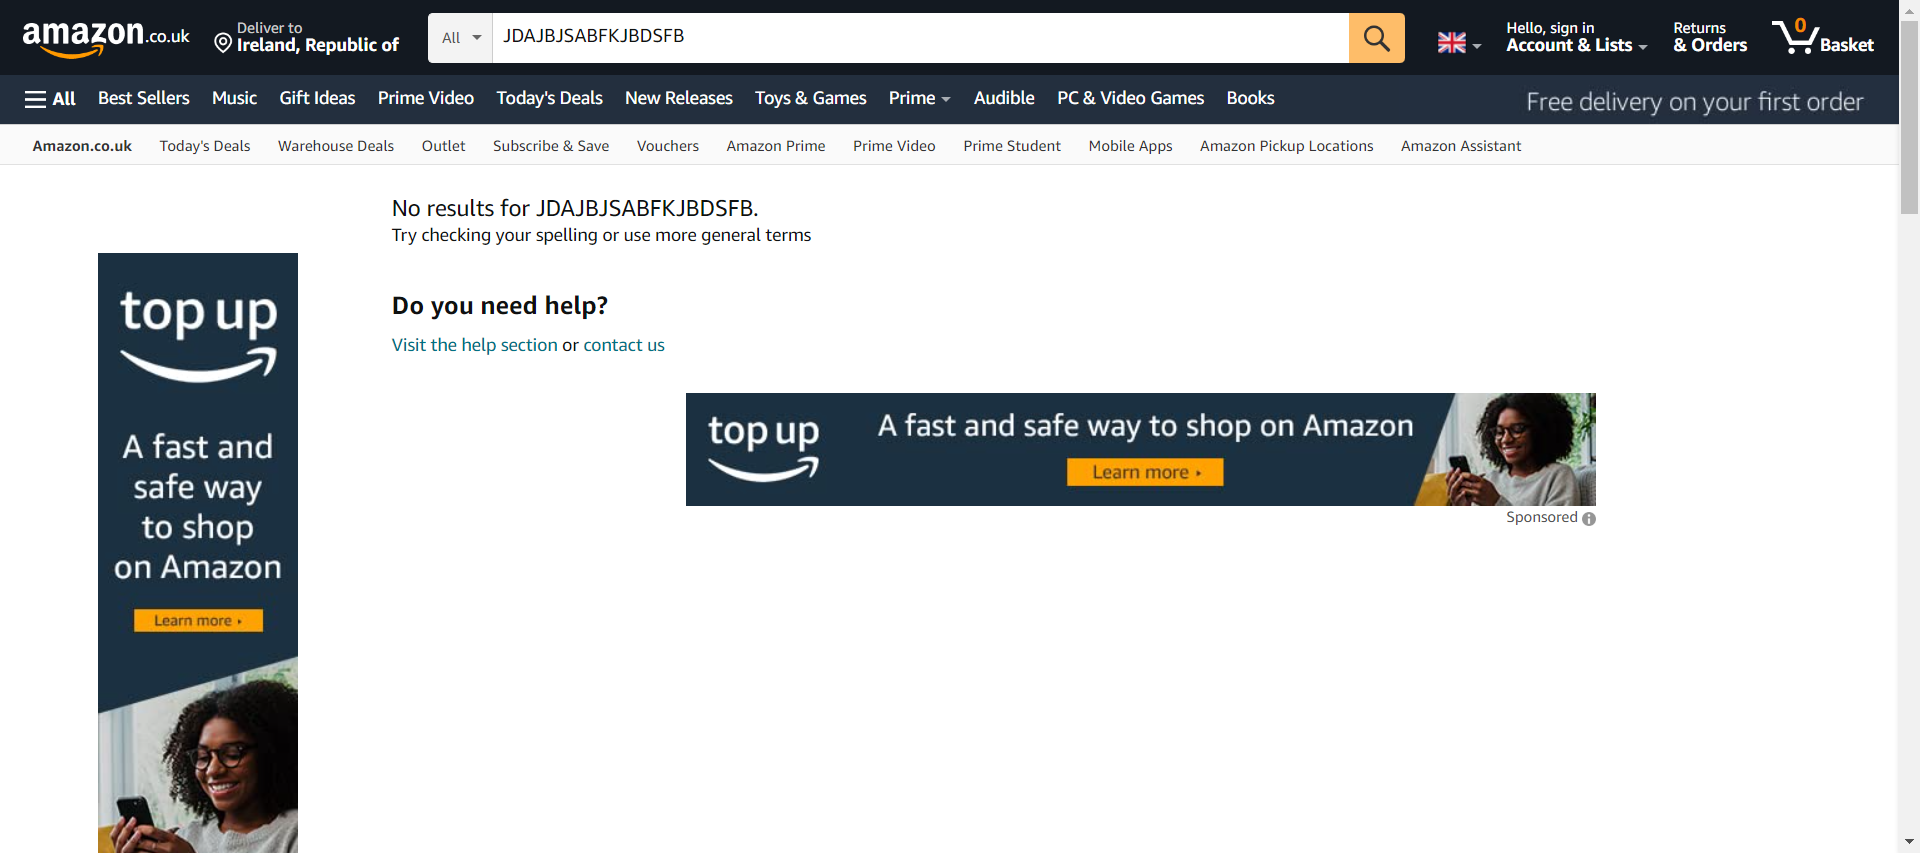 amazon.co.uk
Deliver to
Ireland, Republic of
All
JDAJBJSABFKJBDSFB
Hello, sign in
Account & Lists
Returns
& Orders
0
Basket
All
Best Sellers
Music
Gift Ideas
Prime Video
Today's Deals
New Releases
Toys & Games
Prime
Audible
PC & Video Games
Books
Free delivery on your first order
Amazon.co.uk
Today's Deals
Warehouse Deals
Outlet
Subscribe & Save
Vouchers
Amazon Prime
Prime Video
Prime Student
Mobile Apps
Amazon Pickup Locations
Amazon Assistant
No results for JDAJBJSABFKJBDSFB.
Try checking your spelling or use more general terms
Do you need help?
Visit the help section or contact us
top up
A fast and
safe way
to shop
on Amazon
Learn more
top up
A fast and safe way to shop on Amazon
Learn more
Sponsored